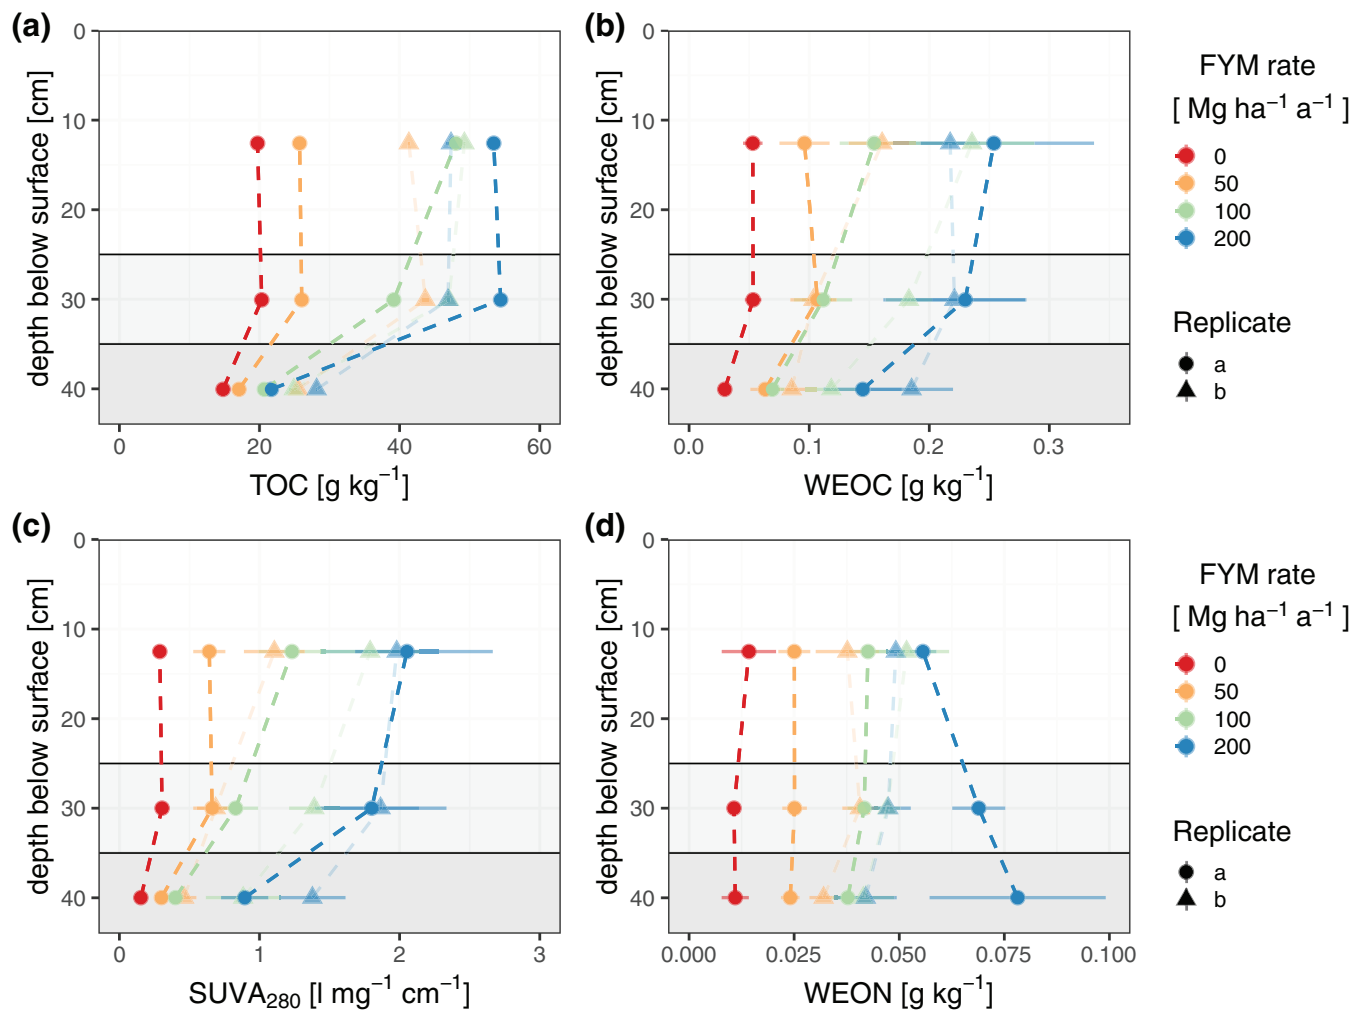 (a)
depth below surface [cm]
0
10
20
30
40
0 20 40 60
TOC [g kg⁻¹]
(b)
depth below surface [cm]
0
10
20
30
40
0.0 0.1 0.2 0.3
WEOC [g kg⁻¹]
FYM rate
[ Mg ha⁻¹ a⁻¹ ]
0
50
100
200
Replicate
a
b
(c)
depth below surface [cm]
0
10
20
30
40
0 1 2 3
SUVA₂₈₀ [l mg⁻¹ cm⁻¹]
(d)
depth below surface [cm]
0
10
20
30
40
0.000 0.025 0.050 0.075 0.100
WEON [g kg⁻¹]
FYM rate
[ Mg ha⁻¹ a⁻¹ ]
0
50
100
200
Replicate
a
b